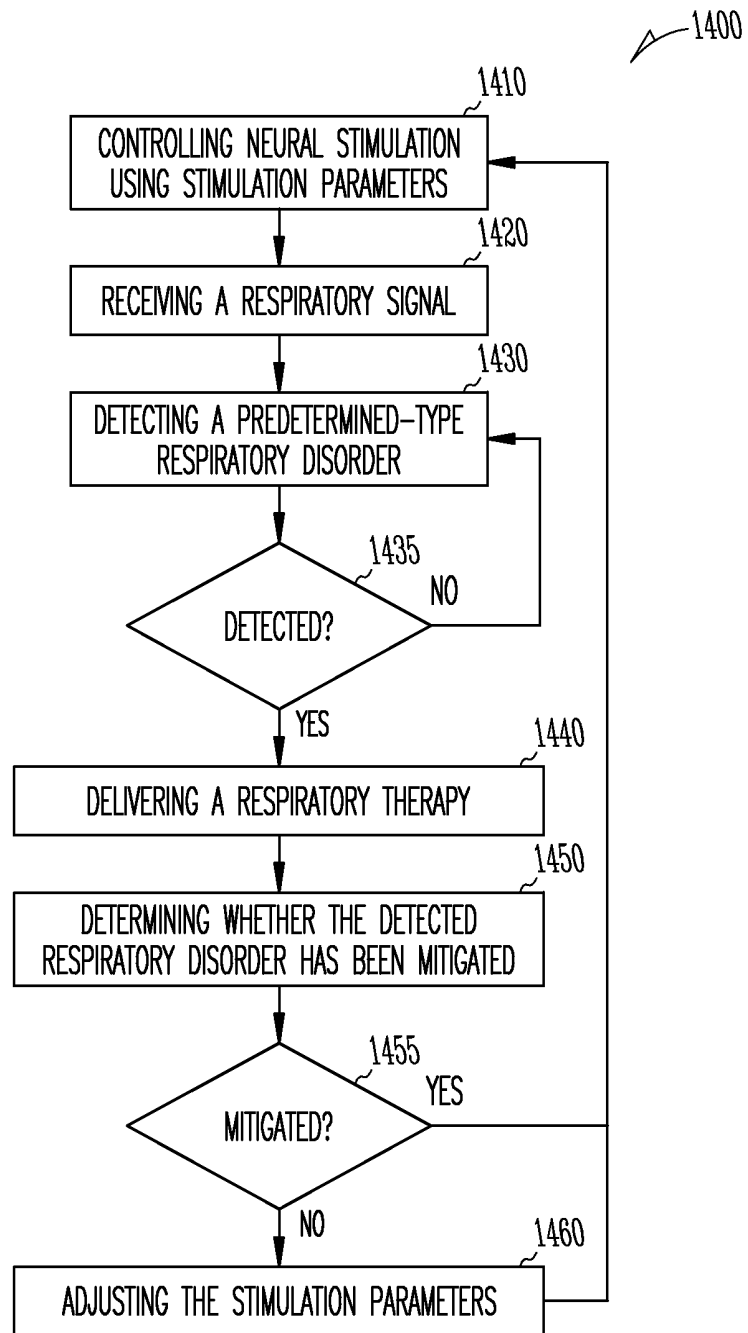 1400
1410
CONTROLLING NEURAL STIMULATION
USING STIMULATION PARAMETERS
1420
RECEIVING A RESPIRATORY SIGNAL
1430
DETECTING A PREDETERMINED-TYPE
RESPIRATORY DISORDER
1435
DETECTED?
NO
YES
1440
DELIVERING A RESPIRATORY THERAPY
1450
DETERMINING WHETHER THE DETECTED
RESPIRATORY DISORDER HAS BEEN MITIGATED
1455
MITIGATED?
YES
NO
1460
ADJUSTING THE STIMULATION PARAMETERS